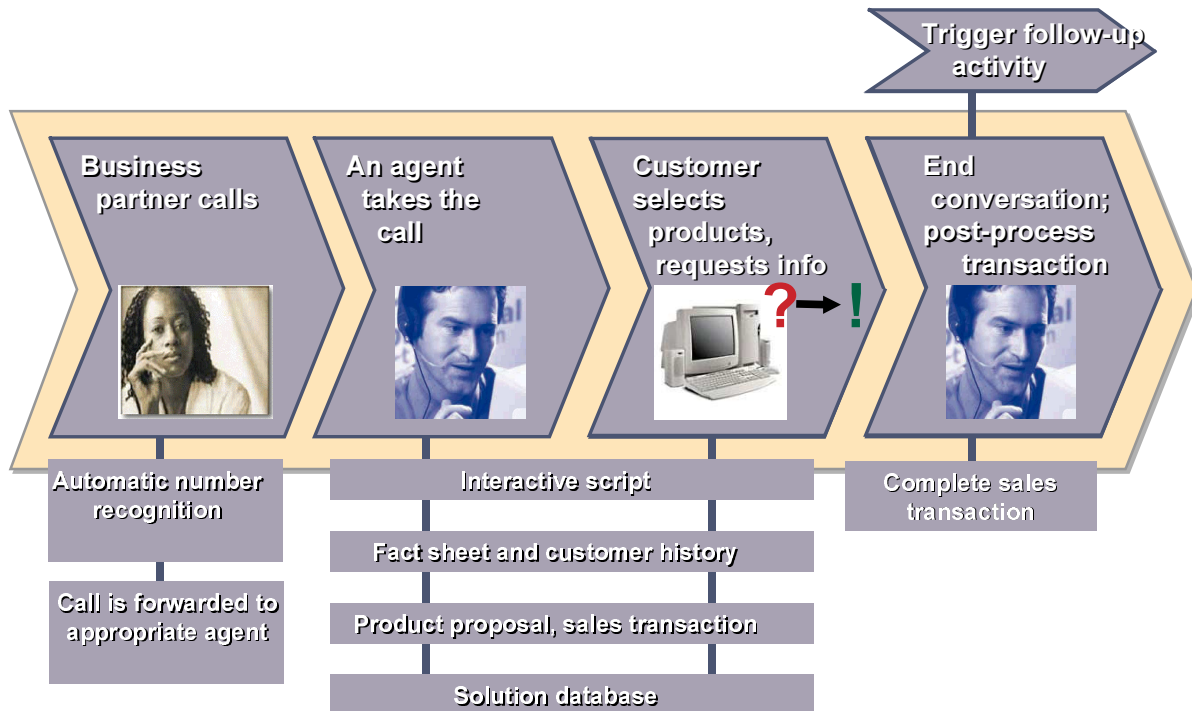 Trigger follow-up
activity
Business
partner calls
An agent
takes the
call
Customer
selects
products,
requests info
End
conversation;
post-process
transaction
? !
Automatic number
recognition
Call is forwarded to
appropriate agent
Interactive script
Fact sheet and customer history
Product proposal, sales transaction
Solution database
Complete sales
transaction